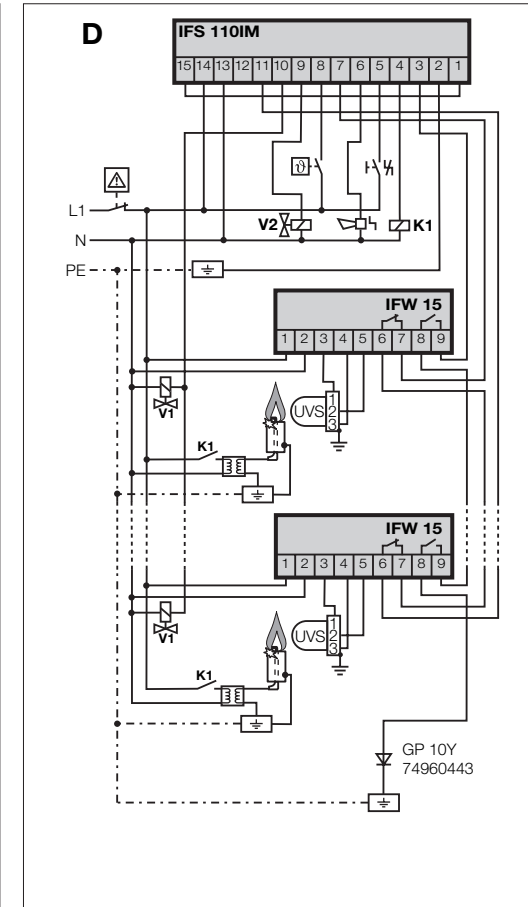 D
IFS 110IM
15 14 13 12 11 10 9 8 7 6 5 4 3 2 1
ϑ
L1
V2
K1
N
PE
IFW 15
1 2 3 4 5 6 7 8 9
V1
UVS
1
2
3
K1
IFW 15
1 2 3 4 5 6 7 8 9
V1
UVS
1
2
3
K1
GP 10Y
74960443